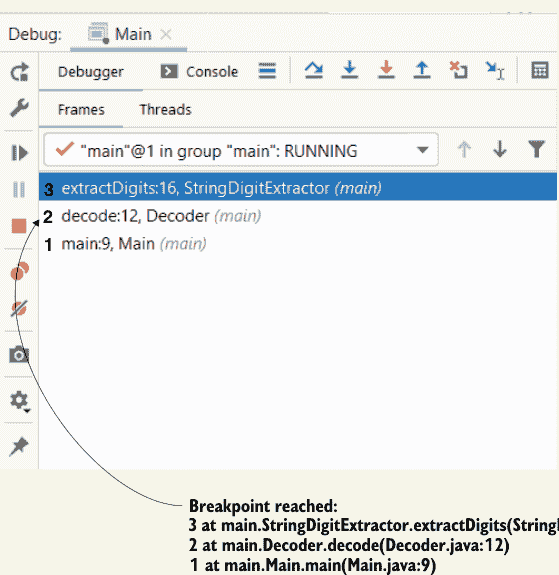 Debug:
Main
Debugger
Console
Frames
Threads
"main"@1 in group "main": RUNNING
3 extractDigits:16, StringDigitExtractor (main)
2 decode:12, Decoder (main)
1 main:9, Main (main)
Breakpoint reached:
3 at main.StringDigitExtractor.extractDigits(String
2 at main.Decoder.decode(Decoder.java:12)
1 at main.Main.main(Main.java:9)